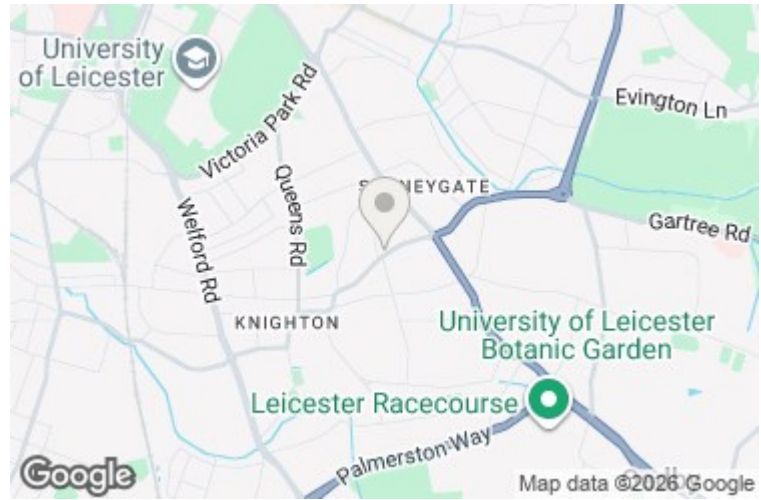 University
of Leicester
Victoria Park Rd
Evington Ln
Queens Rd
Welford Rd
Gartree Rd
KNIGHTON
University of Leicester
Botanic Garden
Leicester Racecourse
Palmerston Way
Google
Map data ©2026 Google